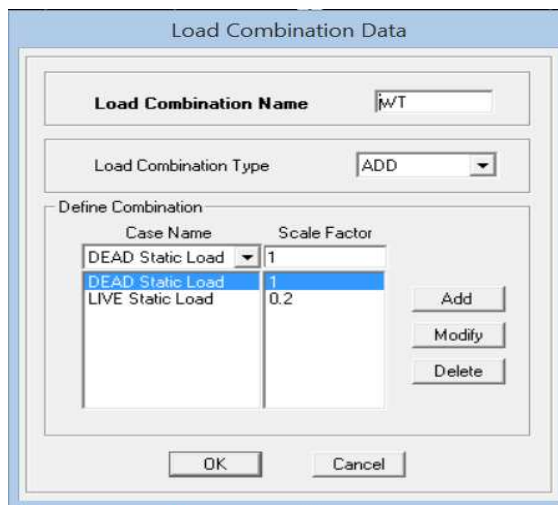 Load Combination Data
Load Combination Name WT
Load Combination Type ADD
Define Combination
Case Name Scale Factor
DEAD Static Load 1
DEAD Static Load 1
LIVE Static Load 0.2
Add
Modify
Delete
OK Cancel